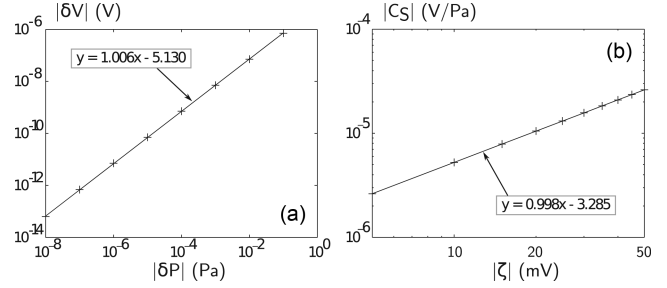 |δV| (V)
10⁻⁶
10⁻⁸
10⁻¹⁰
10⁻¹²
10⁻¹⁴
y = 1.006x - 5.130
(a)
10⁻⁸ 10⁻⁶ 10⁻⁴ 10⁻² 10⁰
|δP| (Pa)
|Cs| (V/Pa)
10⁻⁴
10⁻⁵
10⁻⁶
(b)
y = 0.998x - 3.285
10 20 30 40 50
|ζ| (mV)